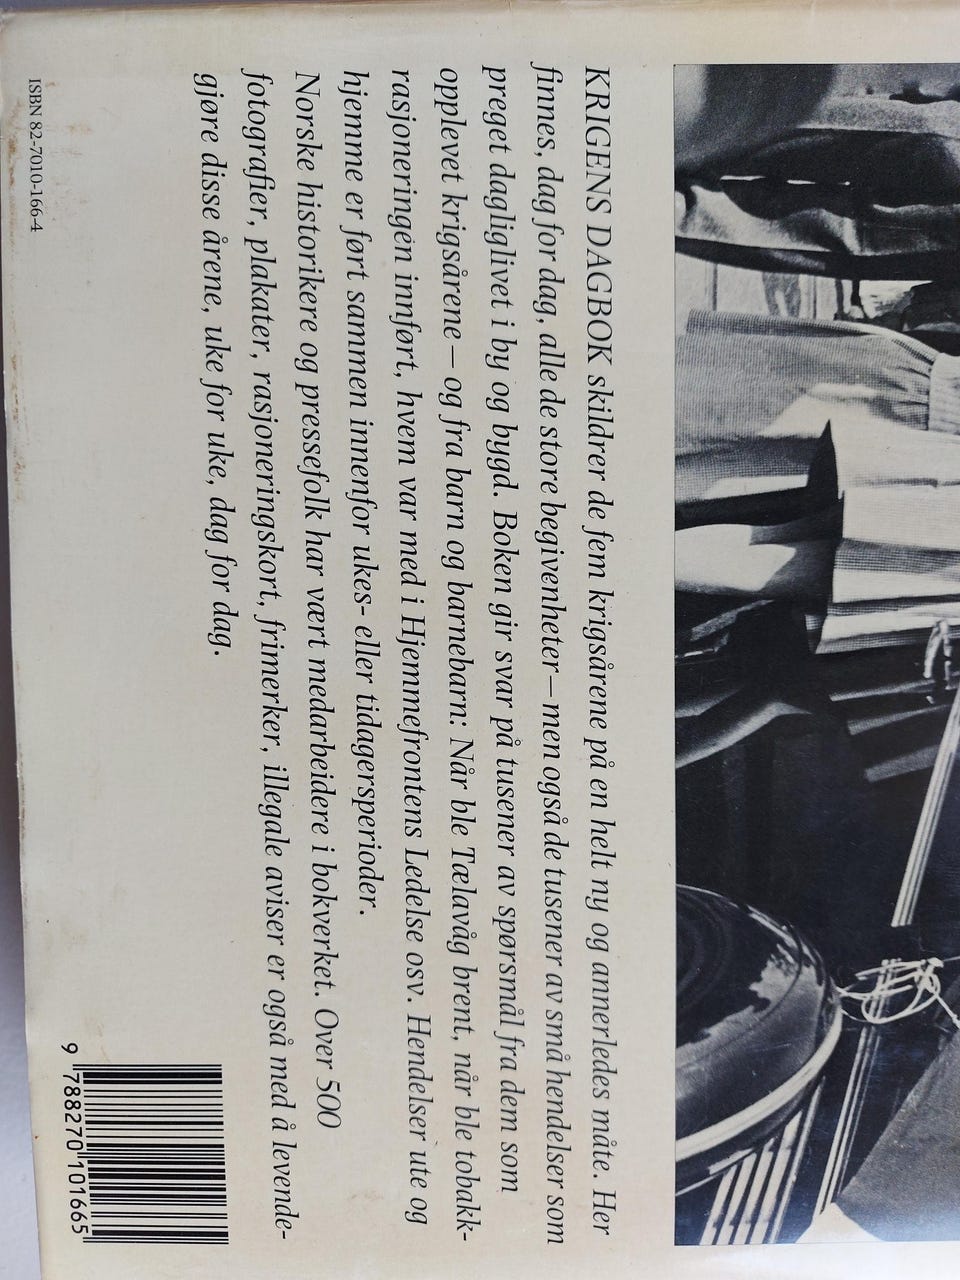 KRIGENS DAGBOK skildrer de fem krigsårene på en helt ny og annerledes måte. Her
finnes, dag for dag, alle de store begivenheter – men også de tusener av små hendelser som
preget dagliglivet i by og bygd. Boken gir svar på tusener av spørsmål fra dem som
opplevet krigsårene – og fra barn og barnebarn: Når ble Tælavåg brent, når ble tobakk-
rasjoneringen innført, hvem var med i Hjemmefrontens Ledelse osv. Hendelser ute og
hjemme er ført sammen innenfor ukes- eller tidagersperioder.
Norske historikere og pressefolk har vært medarbeidere i bokverket. Over 500
fotografier, plakater, rasjoneringskort, frimerker, illegale aviser er også med å levende-
gjøre disse årene, uke for uke, dag for dag.
ISBN 82-7010-166-4
9 788270 101665